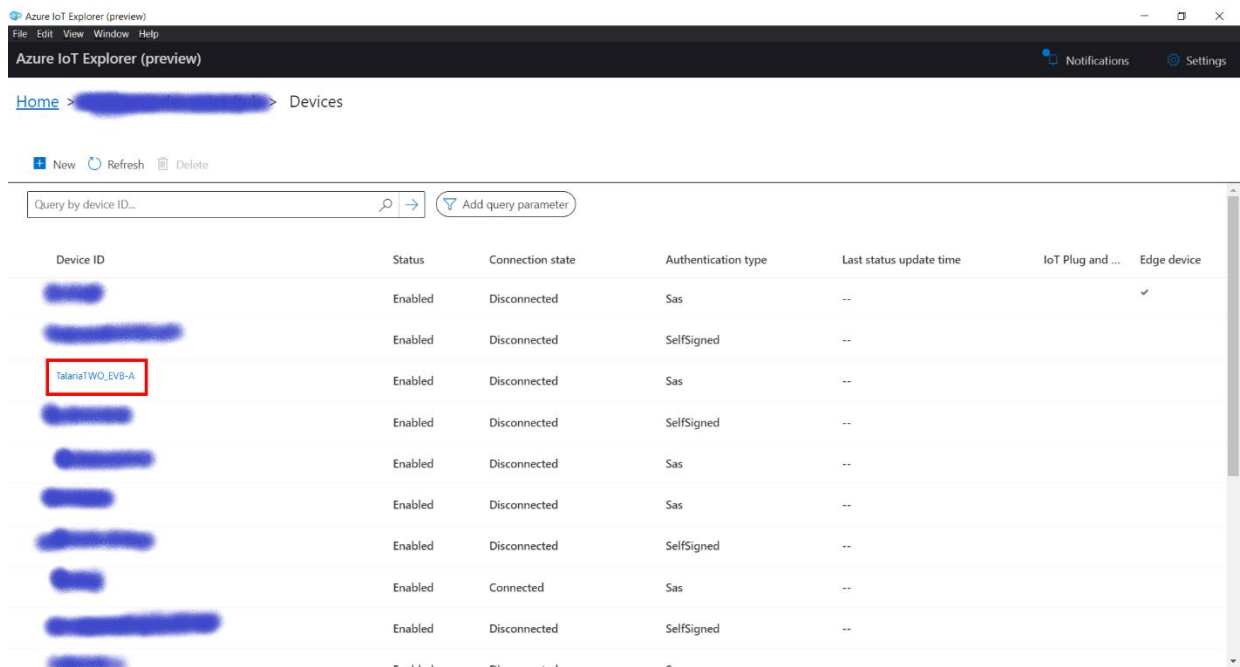 Azure IoT Explorer (preview)
File Edit View Window Help
Azure IoT Explorer (preview) Notifications Settings
Home > > Devices
New Refresh Delete
Query by device ID... Add query parameter
Device ID Status Connection state Authentication type Last status update time IoT Plug and ... Edge device
Enabled Disconnected Sas --
Enabled Disconnected SelfSigned --
TalariaTWO_EVB-A Enabled Disconnected Sas --
Enabled Disconnected SelfSigned --
Enabled Disconnected Sas --
Enabled Disconnected Sas --
Enabled Disconnected SelfSigned --
Enabled Connected Sas --
Enabled Disconnected SelfSigned --